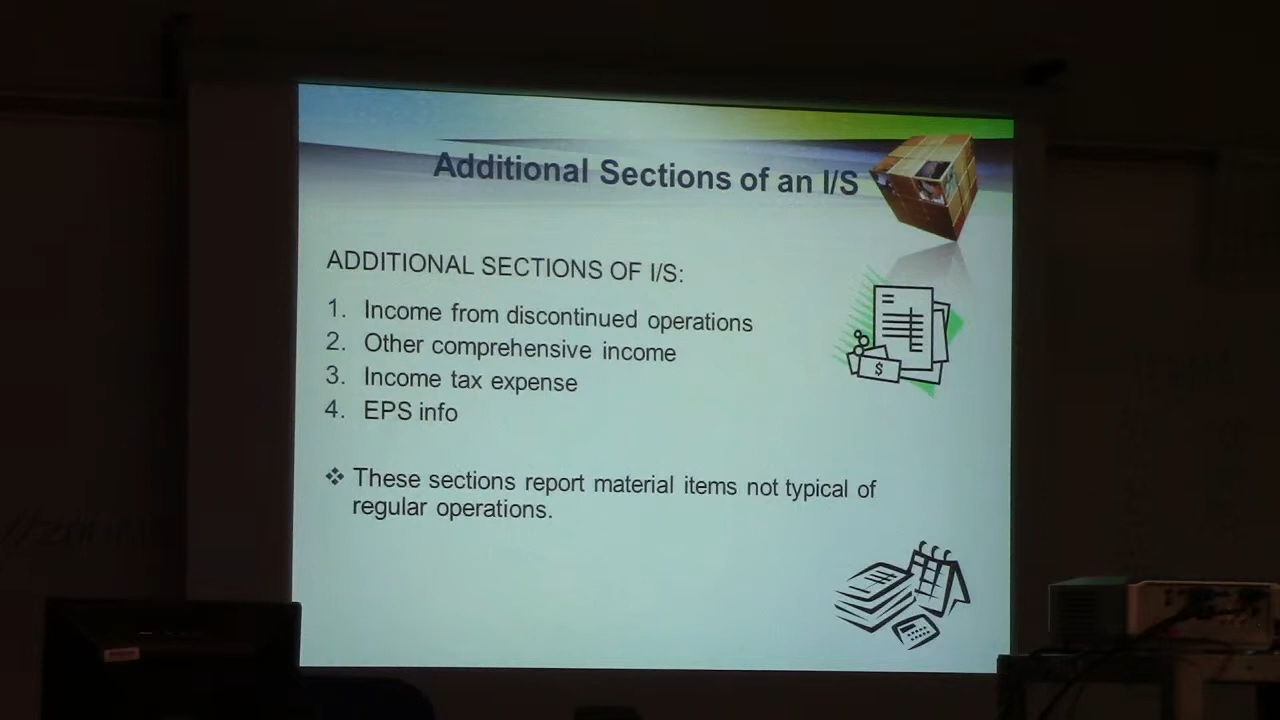 Additional Sections of an I/S
ADDITIONAL SECTIONS OF I/S:
1. Income from discontinued operations
2. Other comprehensive income
3. Income tax expense
4. EPS info
❖ These sections report material items not typical of
regular operations.
$